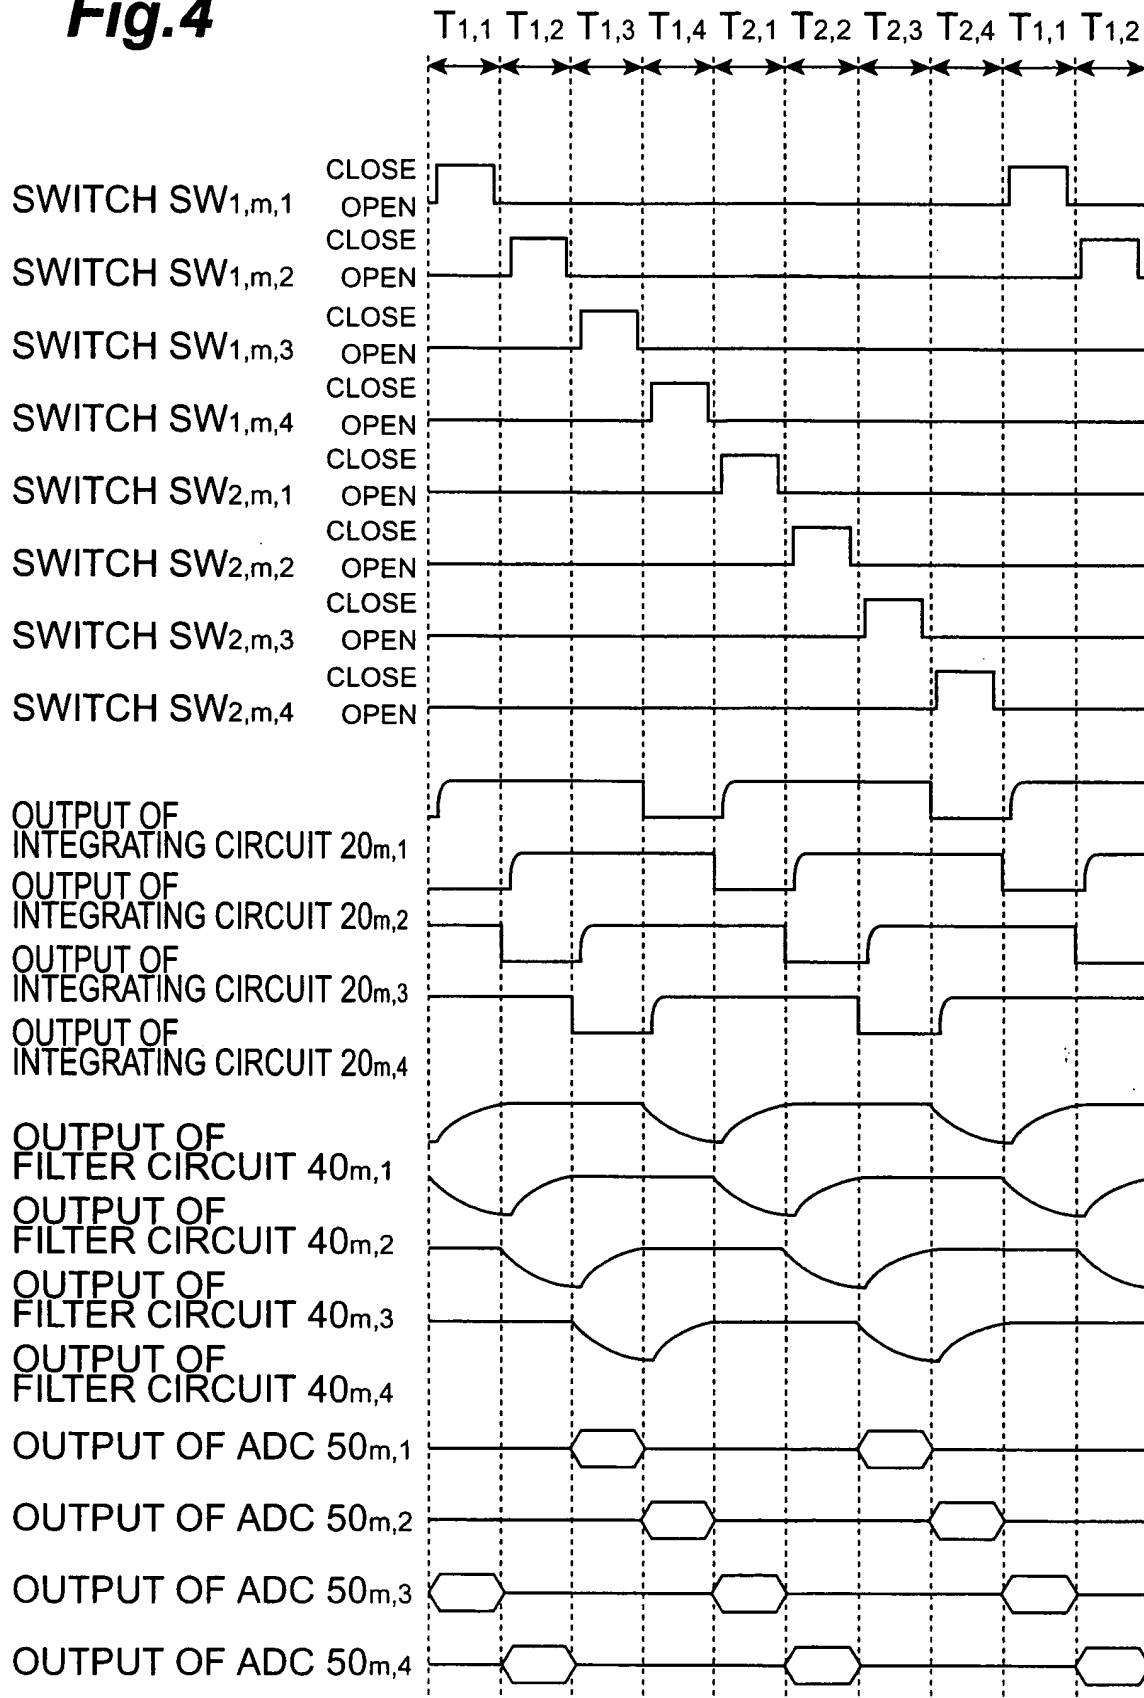 Fig.4
T1,1 T1,2 T1,3 T1,4 T2,1 T2,2 T2,3 T2,4 T1,1 T1,2
CLOSE
SWITCH SW1,m,1 OPEN
CLOSE
SWITCH SW1,m,2 OPEN
CLOSE
SWITCH SW1,m,3 OPEN
CLOSE
SWITCH SW1,m,4 OPEN
CLOSE
SWITCH SW2,m,1 OPEN
CLOSE
SWITCH SW2,m,2 OPEN
CLOSE
SWITCH SW2,m,3 OPEN
CLOSE
SWITCH SW2,m,4 OPEN
OUTPUT OF
INTEGRATING CIRCUIT 20m,1
OUTPUT OF
INTEGRATING CIRCUIT 20m,2
OUTPUT OF
INTEGRATING CIRCUIT 20m,3
OUTPUT OF
INTEGRATING CIRCUIT 20m,4
OUTPUT OF
FILTER CIRCUIT 40m,1
OUTPUT OF
FILTER CIRCUIT 40m,2
OUTPUT OF
FILTER CIRCUIT 40m,3
OUTPUT OF
FILTER CIRCUIT 40m,4
OUTPUT OF ADC 50m,1
OUTPUT OF ADC 50m,2
OUTPUT OF ADC 50m,3
OUTPUT OF ADC 50m,4